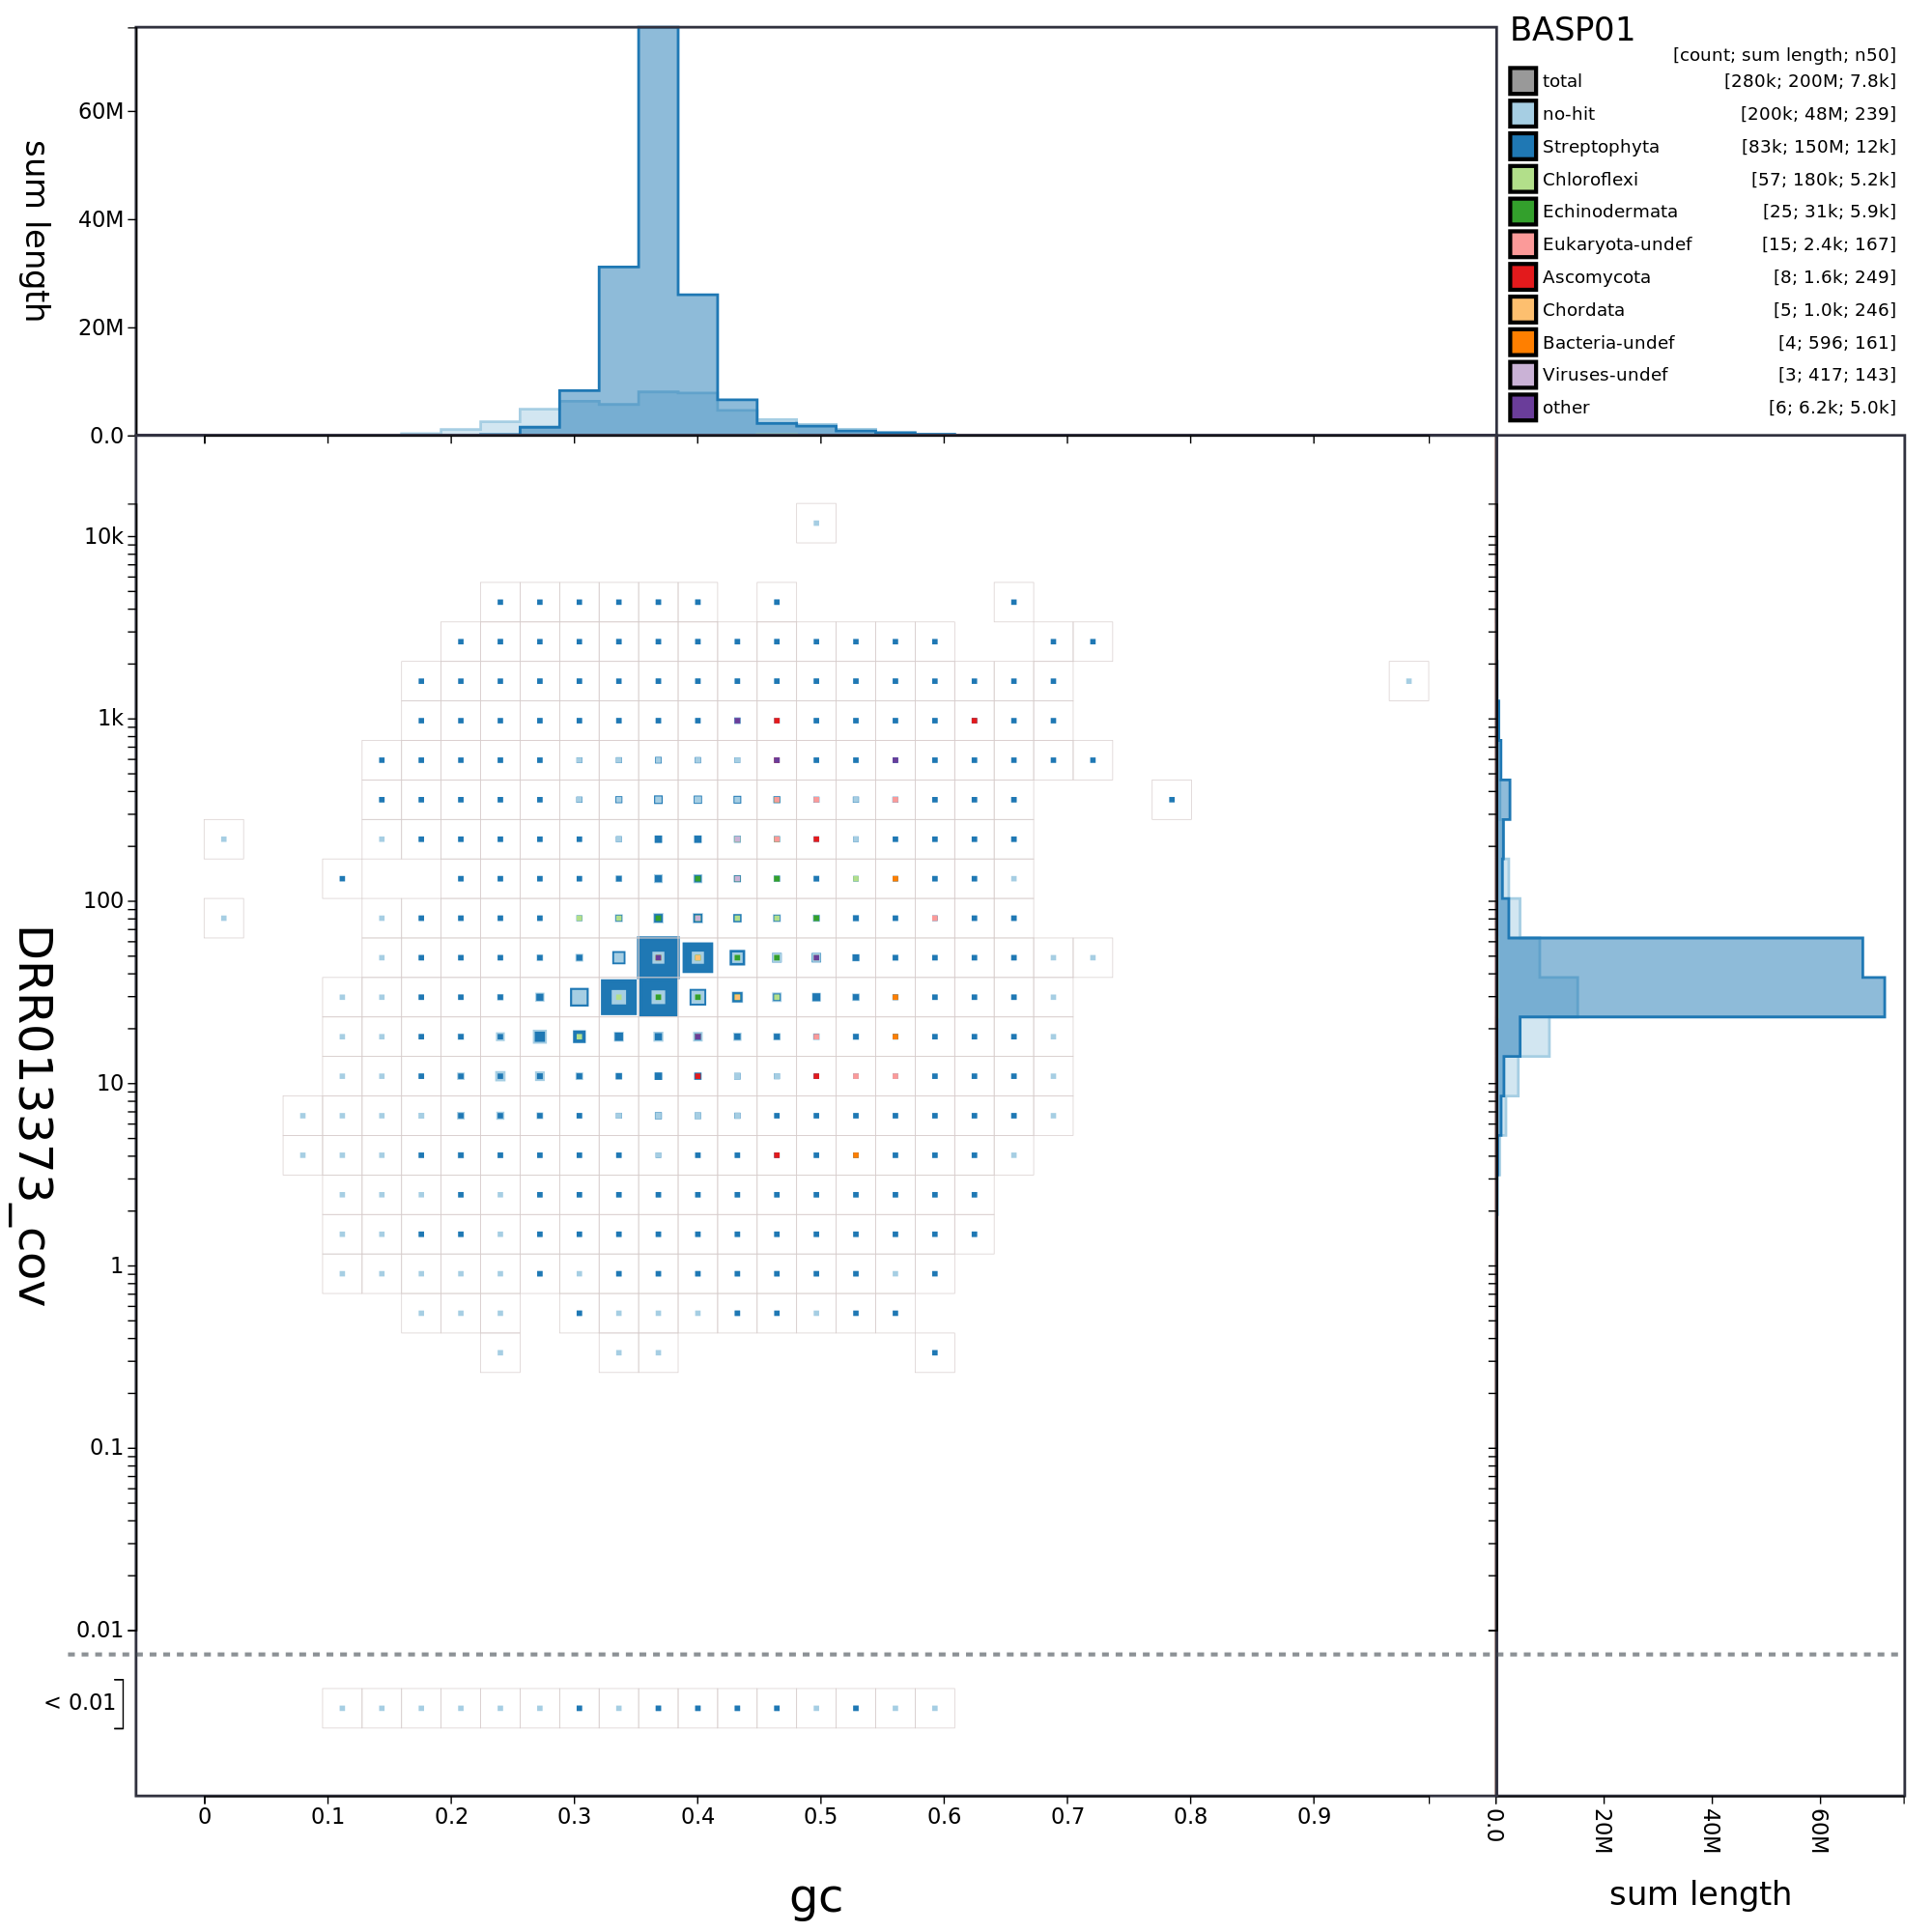 BASP01
[count; sum length; n50]
total [280k; 200M; 7.8k]
no-hit [200k; 48M; 239]
Streptophyta [83k; 150M; 12k]
Chloroflexi [57; 180k; 5.2k]
Echinodermata [25; 31k; 5.9k]
Eukaryota-undef [15; 2.4k; 167]
Ascomycota [8; 1.6k; 249]
Chordata [5; 1.0k; 246]
Bacteria-undef [4; 596; 161]
Viruses-undef [3; 417; 143]
other [6; 6.2k; 5.0k]
sum length
60M
40M
20M
0.0
DRR013373_cov
10k
1k
100
10
1
0.1
0.01
< 0.01
0 0.1 0.2 0.3 0.4 0.5 0.6 0.7 0.8 0.9
gc
0.0 20M 40M 60M
sum length